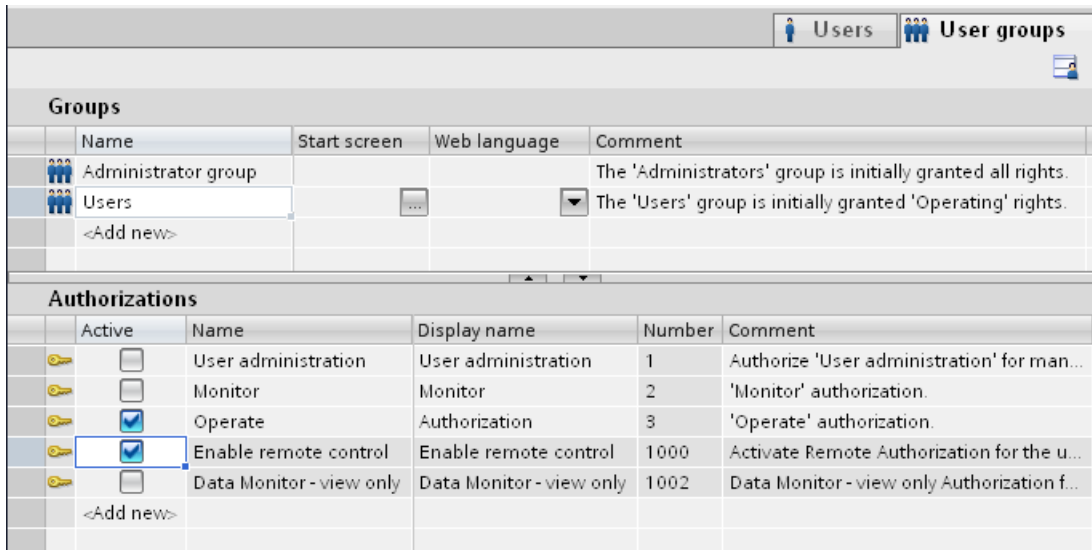 Users User groups
Groups
Name Start screen Web language Comment
Administrator group The 'Administrators' group is initially granted all rights.
Users ... The 'Users' group is initially granted 'Operating' rights.
<Add new>
Authorizations
Active Name Display name Number Comment
User administration User administration 1 Authorize 'User administration' for man...
Monitor Monitor 2 'Monitor' authorization.
Operate Authorization 3 'Operate' authorization.
Enable remote control Enable remote control 1000 Activate Remote Authorization for the u...
Data Monitor - view only Data Monitor - view only 1002 Data Monitor - view only Authorization f...
<Add new>